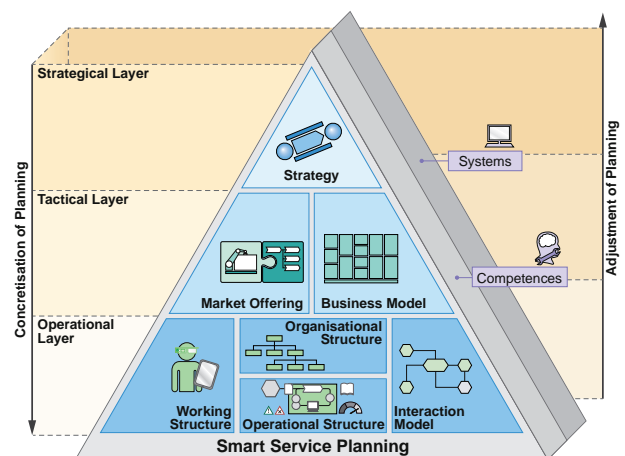 Strategical Layer
Strategy
Systems
Tactical Layer
Market Offering
Business Model
Competences
Operational
Layer
Organisational
Structure
Working
Structure
Operational Structure
Interaction
Model
Smart Service Planning
Concretisation of Planning
Adjustment of Planning